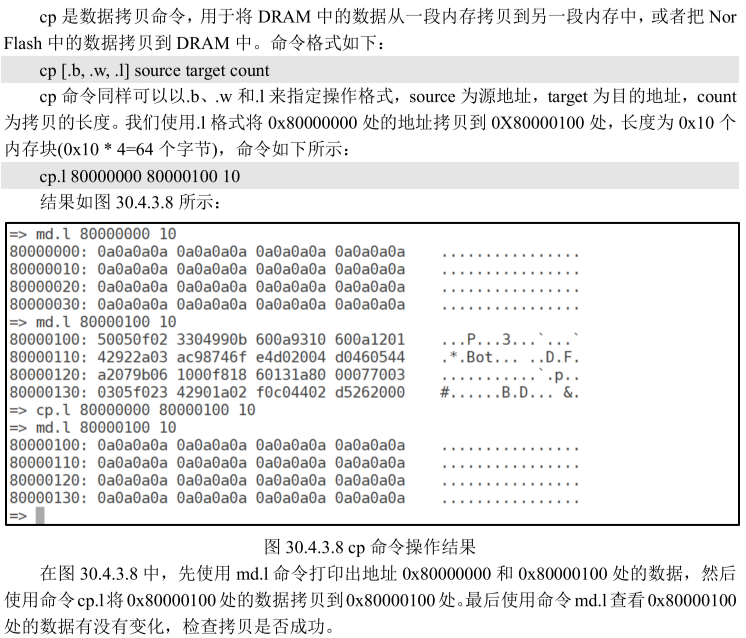 cp 是数据拷贝命令，用于将 DRAM 中的数据从一段内存拷贝到另一段内存中，或者把 Nor
Flash 中的数据拷贝到 DRAM 中。命令格式如下：
cp [.b, .w, .l] source target count
cp 命令同样可以以.b、.w 和.l 来指定操作格式，source 为源地址，target 为目的地址，count
为拷贝的长度。我们使用.l 格式将 0x80000000 处的地址拷贝到 0X80000100 处，长度为 0x10 个
内存块(0x10 * 4=64 个字节)，命令如下所示：
cp.l 80000000 80000100 10
结果如图 30.4.3.8 所示：
=> md.l 80000000 10
80000000: 0a0a0a0a 0a0a0a0a 0a0a0a0a 0a0a0a0a    ................
80000010: 0a0a0a0a 0a0a0a0a 0a0a0a0a 0a0a0a0a    ................
80000020: 0a0a0a0a 0a0a0a0a 0a0a0a0a 0a0a0a0a    ................
80000030: 0a0a0a0a 0a0a0a0a 0a0a0a0a 0a0a0a0a    ................
=> md.l 80000100 10
80000100: 50050f02 3304990b 600a9310 600a1201    ...P...3...`...`
80000110: 42922a03 ac98746f e4d02004 d0460544    .*.Bot... ..D.F.
80000120: a2079b06 1000f818 60131a80 00077003    ...........`.p..
80000130: 0305f023 42901a02 f0c04402 d5262000    #......B.D... &.
=> cp.l 80000000 80000100 10
=> md.l 80000100 10
80000100: 0a0a0a0a 0a0a0a0a 0a0a0a0a 0a0a0a0a    ................
80000110: 0a0a0a0a 0a0a0a0a 0a0a0a0a 0a0a0a0a    ................
80000120: 0a0a0a0a 0a0a0a0a 0a0a0a0a 0a0a0a0a    ................
80000130: 0a0a0a0a 0a0a0a0a 0a0a0a0a 0a0a0a0a    ................
=>
图 30.4.3.8 cp 命令操作结果
在图 30.4.3.8 中，先使用 md.l 命令打印出地址 0x80000000 和 0x80000100 处的数据，然后
使用命令 cp.l 将 0x80000100 处的数据拷贝到 0x80000100 处。最后使用命令 md.l 查看 0x80000100
处的数据有没有变化，检查拷贝是否成功。